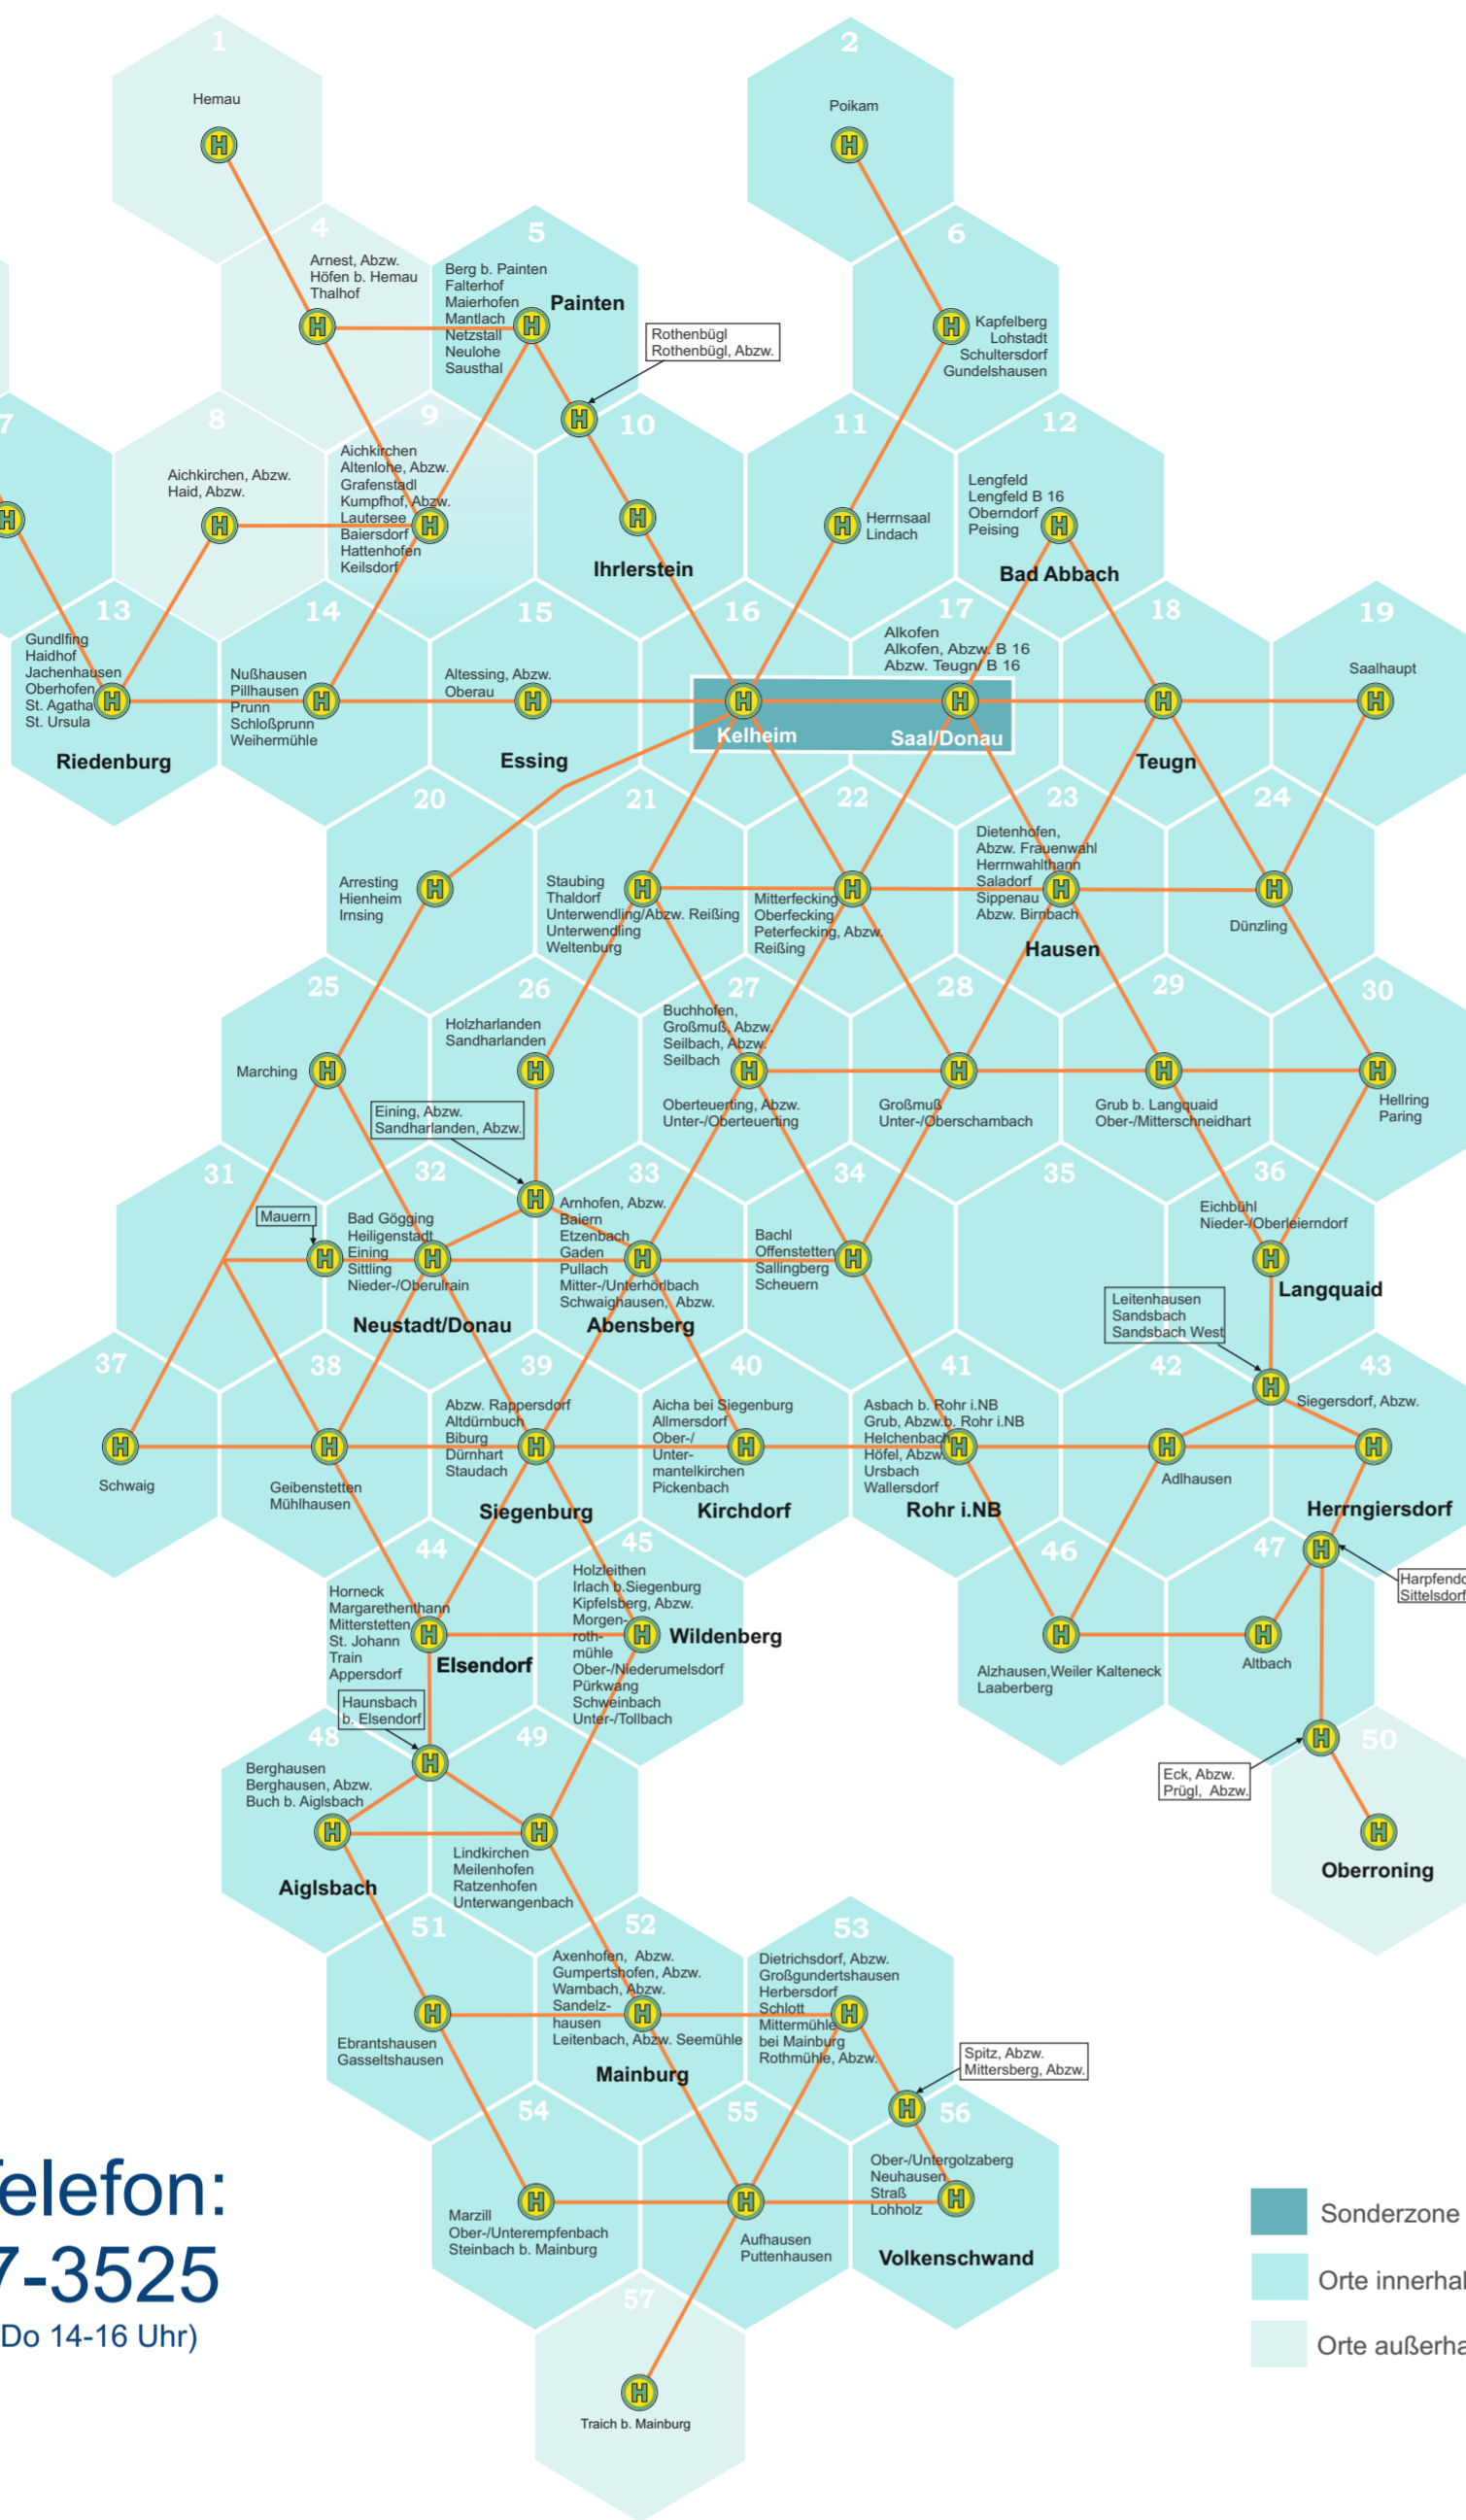 1
Hemau
2
Poikam
4
Arnest, Abzw.
Höfen b. Hemau
Thalhof
5
Berg b. Painten
Falterhof
Maierhofen
Mantlach
Netzstall
Neulohe
Sausthal
Painten
Rothenbügl
Rothenbügl, Abzw.
6
Kapfelberg
Lohstadt
Schultersdorf
Gundelshausen
7
8
Aichkirchen, Abzw.
Haid, Abzw.
9
Aichkirchen
Altenlohe, Abzw.
Grafenstadl
Kumpfhof, Abzw.
Lautersee
Baiersdorf
Hattenhofen
Keilsdorf
10
Ihrlerstein
11
Herrnsaal
Lindach
12
Lengfeld
Lengfeld B 16
Oberndorf
Peising
Bad Abbach
13
Gundlfing
Haidhof
Jachenhausen
Oberhofen
St. Agatha
St. Ursula
Riedenburg
14
Nußhausen
Pillhausen
Prunn
Schloßprunn
Weihermühle
15
Altessing, Abzw.
Oberau
Essing
16
Kelheim
17
Alkofen
Alkofen, Abzw. B 16
Abzw. Teugn/ B 16
Saal/Donau
18
Teugn
19
Saalhaupt
20
Arresting
Hienheim
Irnsing
21
Staubing
Thaldorf
Unterwendling/Abzw. Reißing
Unterwendling
Weltenburg
22
Mitterfecking
Oberfecking
Peterfecking, Abzw.
Reißing
23
Dietenhofen,
Abzw. Frauenwahl
Herrnwahlthann
Saladorf
Sippenau
Abzw. Birnbach
Hausen
24
Dünzling
25
Marching
26
Holzharlanden
Sandharlanden
Eining, Abzw.
Sandharlanden, Abzw.
27
Buchhofen,
Großmuß, Abzw.
Seilbach, Abzw.
Seilbach
Oberteuerting, Abzw.
Unter-/Oberteuerting
28
Großmuß
Unter-/Oberschambach
29
Grub b. Langquaid
Ober-/Mitterschneidhart
30
Hellring
Paring
31
Mauern
32
Bad Gögging
Heiligenstadt
Eining
Sittling
Nieder-/Oberulrain
Neustadt/Donau
33
Arnhofen, Abzw.
Baiern
Etzenbach
Gaden
Pullach
Mitter-/Unterhörlbach
Schwaighausen, Abzw.
Abensberg
34
Bachl
Offenstetten
Sallingberg
Scheuern
35
36
Eichbühl
Nieder-/Oberleierndorf
Langquaid
Leitenhausen
Sandsbach
Sandsbach West
37
Schwaig
38
Geibenstetten
Mühlhausen
39
Abzw. Rappersdorf
Altdürnbuch
Biburg
Dürnhart
Staudach
Siegenburg
40
Aicha bei Siegenburg
Allmersdorf
Ober-/
Unter-
mantelkirchen
Pickenbach
Kirchdorf
41
Asbach b. Rohr i.NB
Grub, Abzw.b. Rohr i.NB
Helchenbach
Höfel, Abzw.
Ursbach
Wallersdorf
Rohr i.NB
42
Adlhausen
43
Siegersdorf, Abzw.
Herrngiersdorf
44
Horneck
Margarethenthann
Mitterstetten
St. Johann
Train
Appersdorf
Elsendorf
Haunsbach
b. Elsendorf
45
Holzleithen
Irlach b.Siegenburg
Kipfelsberg, Abzw.
Morgen-
roth-
mühle
Ober-/Niederumelsdorf
Pürkwang
Schweinbach
Unter-/Tollbach
Wildenberg
46
Alzhausen,Weiler Kalteneck
Laaberberg
47
Altbach
Sittelsdorf
Eck, Abzw.
Prügl, Abzw.
48
Berghausen
Berghausen, Abzw.
Buch b. Aiglsbach
Aiglsbach
49
Lindkirchen
Meilenhofen
Ratzenhofen
Unterwangenbach
50
Oberroning
51
Ebrantshausen
Gasseltshausen
52
Axenhofen, Abzw.
Gumpertshofen, Abzw.
Wambach, Abzw.
Sandelz-
hausen
Leitenbach, Abzw. Seemühle
Mainburg
53
Dietrichsdorf, Abzw.
Großgundertshausen
Herbersdorf
Schlott
Mittermühle
bei Mainburg
Rothmühle, Abzw.
Spitz, Abzw.
Mittersberg, Abzw.
54
Marzill
Ober-/Unterempfenbach
Steinbach b. Mainburg
55
Aufhausen
Puttenhausen
56
Ober-/Untergolzaberg
Neuhausen
Straß
Lohholz
Volkenschwand
57
Traich b. Mainburg
elefon:
7-3525
Do 14-16 Uhr)
Sonderzone
Orte innerhal
Orte außerha